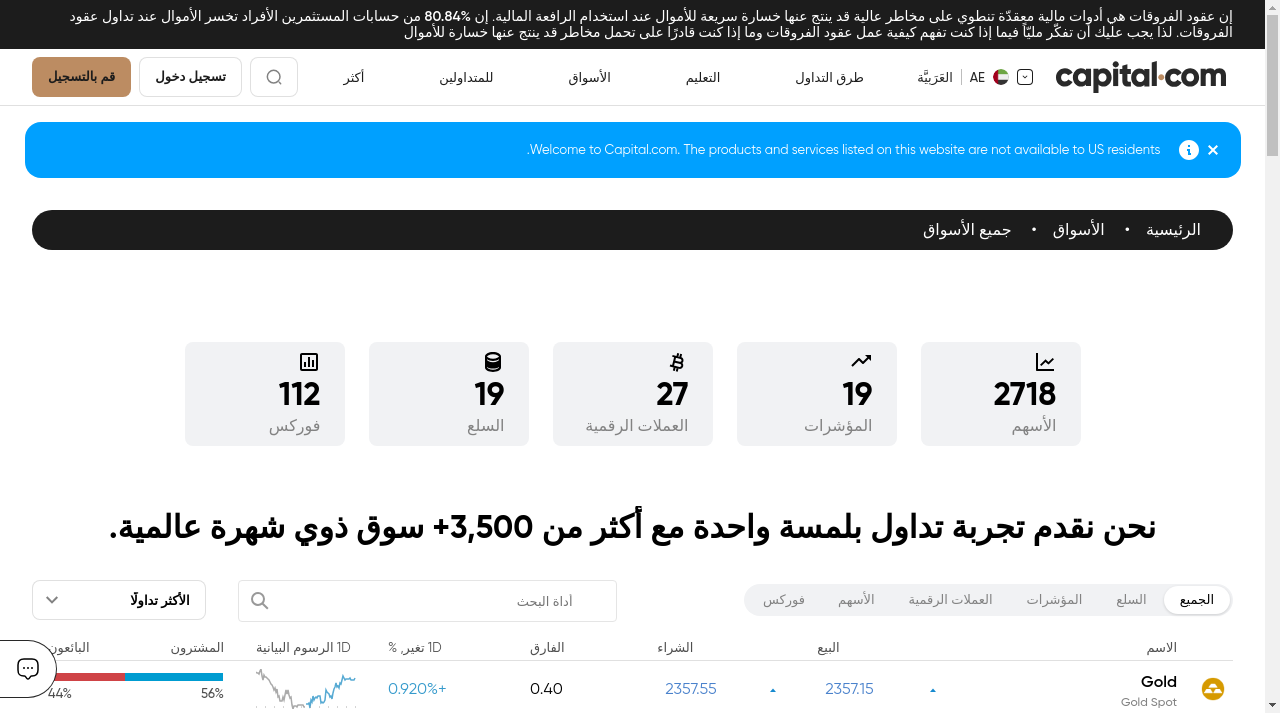 إن عقود الفروقات هي أدوات مالية معقدّة تنطوي على مخاطر عالية قد ينتج عنها خسارة سريعة للأموال عند استخدام الرافعة المالية. إن 80.84% من حسابات المستثمرين الأفراد تخسر الأموال عند تداول عقود
الفروقات. لذا يجب عليك أن تفكّر مليّاً فيما إذا كنت تفهم كيفية عمل عقود الفروقات وما إذا كنت قادرًا على تحمل مخاطر قد ينتج عنها خسارة للأموال
capital.com
AE
العَرَبيَّة
طرق التداول
التعليم
الأسواق
للمتداولين
أكثر
تسجيل دخول
قم بالتسجيل
Welcome to Capital.com. The products and services listed on this website are not available to US residents.
الرئيسية • الأسواق • جميع الأسواق
2718
الأسهم
19
المؤشرات
27
العملات الرقمية
19
السلع
112
فوركس
نحن نقدم تجربة تداول بلمسة واحدة مع أكثر من 3,500+ سوق ذوي شهرة عالمية.
الجميع
السلع
المؤشرات
العملات الرقمية
الأسهم
فوركس
أداة البحث
الأكثر تداولًا
الاسم
البيع
الشراء
الفارق
1D تغير, %
1D الرسوم البيانية
المشترون
البائعون
Gold
Gold Spot
2357.15
2357.55
0.40
+0.920%
56%
44%